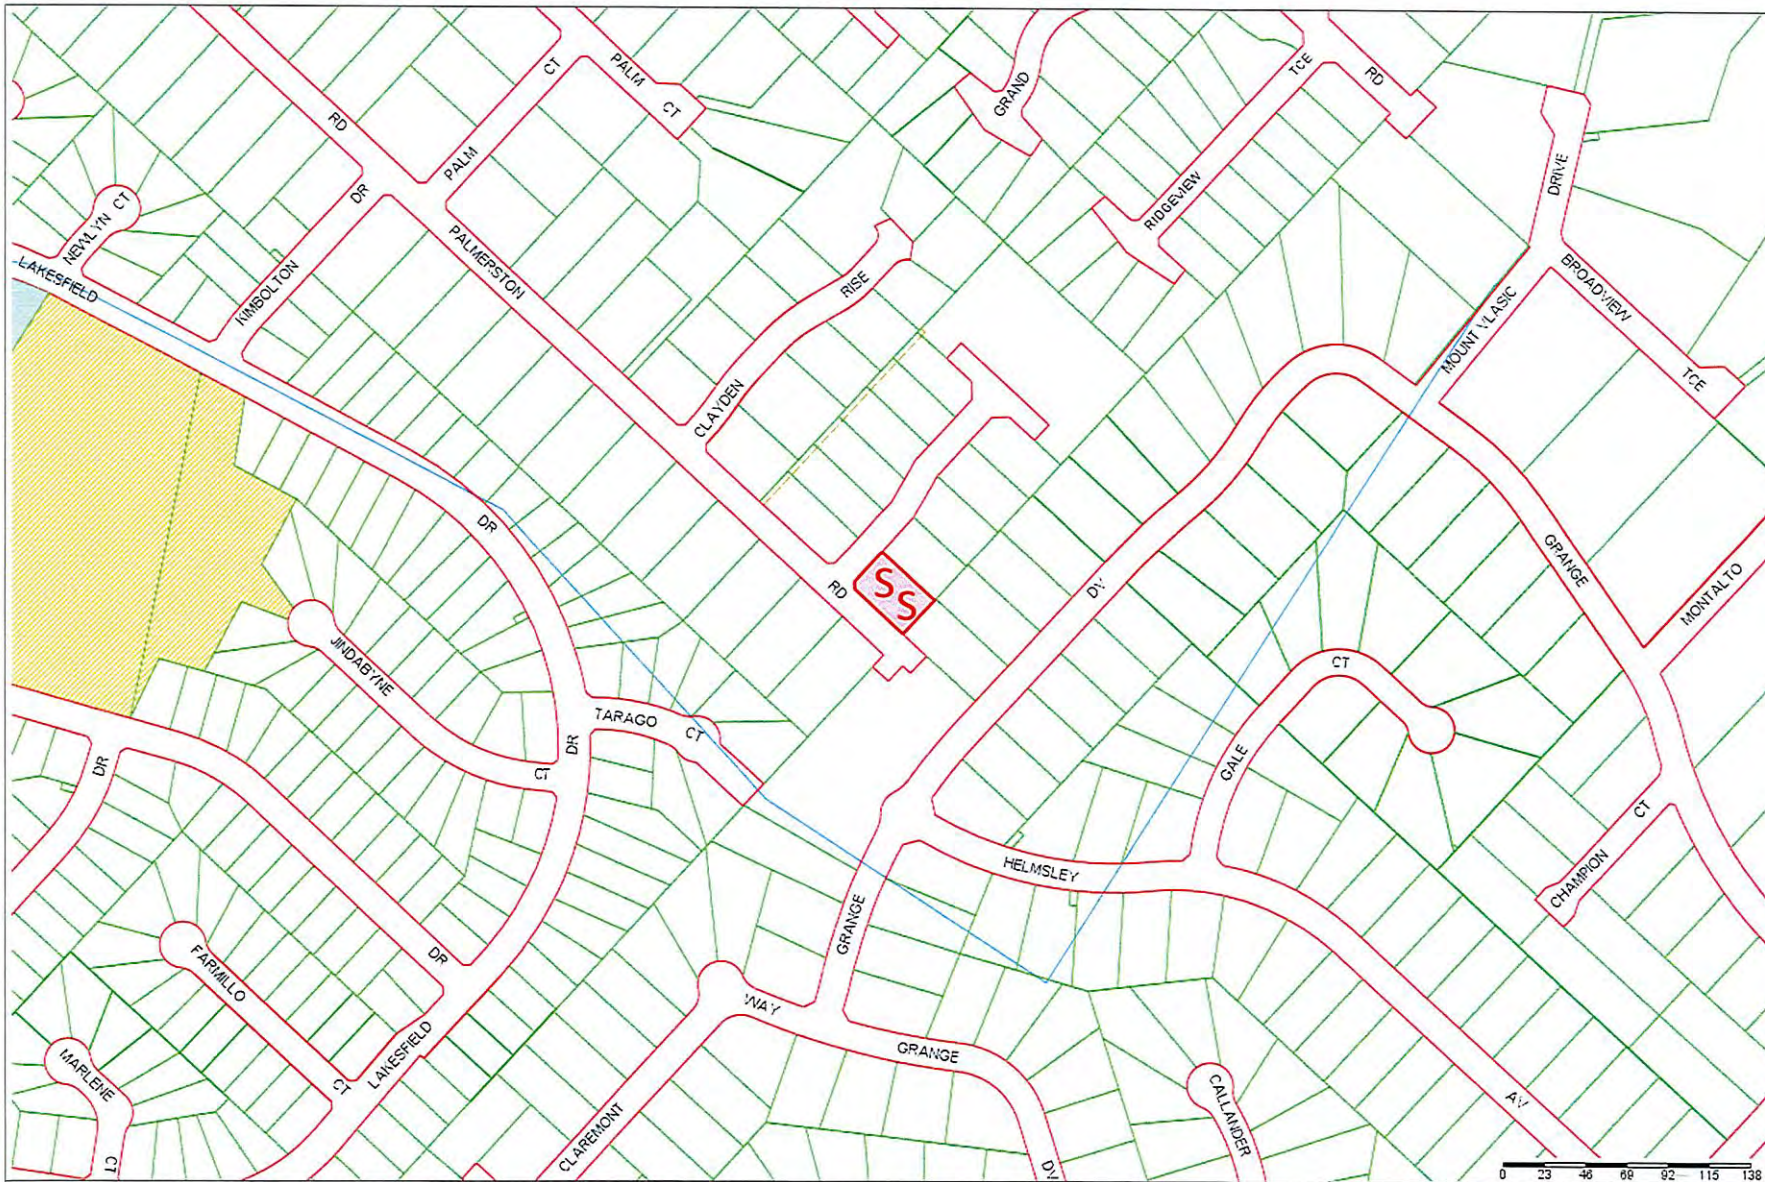 PALM
CT
CT
GRAND
TCE
RD
RD
PALM
DRIVE
RIDGEVIEW
DR
NEWLYN CT
PALMERSTON
RISE
BROADVIEW
TCE
LAKESFIELD
KIMBOLTON
MOUNT VLASIC
CLAYDEN
DR
GRANGE
RD
SS
DV
MONTALTO
JINDABYNE
CT
TARAGO
CT
DR
CT
DR
GALE
CHAMPION CT
HELMSLEY
GRANGE
FARMILLO
DR
WAY
GRANGE
LAKESFIELD
CT
MARLENE
CT
CLAREMONT
CALLANDER
AV
DV
0 23 46 69 92 115 138